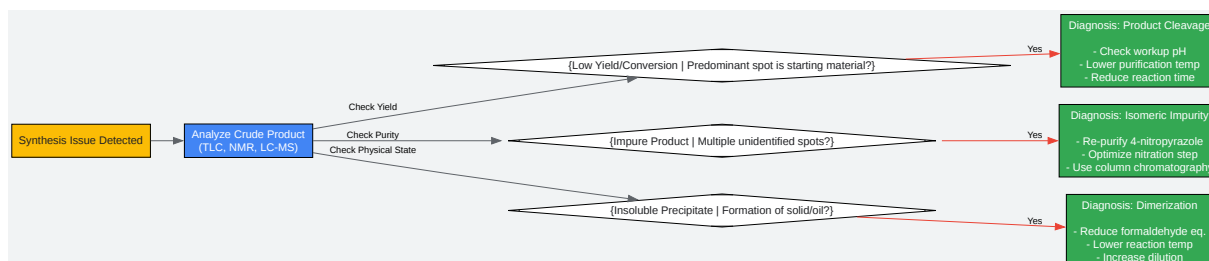 Synthesis Issue Detected
Analyze Crude Product
(TLC, NMR, LC-MS)
Check Yield
Check Purity
Check Physical State
{Low Yield/Conversion | Predominant spot is starting material?}
{Impure Product | Multiple unidentified spots?}
{Insoluble Precipitate | Formation of solid/oil?}
Yes
Diagnosis: Product Cleavage
- Check workup pH
- Lower purification temp
- Reduce reaction time
Yes
Diagnosis: Isomeric Impurity
- Re-purify 4-nitropyrazole
- Optimize nitration step
- Use column chromatography
Yes
Diagnosis: Dimerization
- Reduce formaldehyde eq.
- Lower reaction temp
- Increase dilution